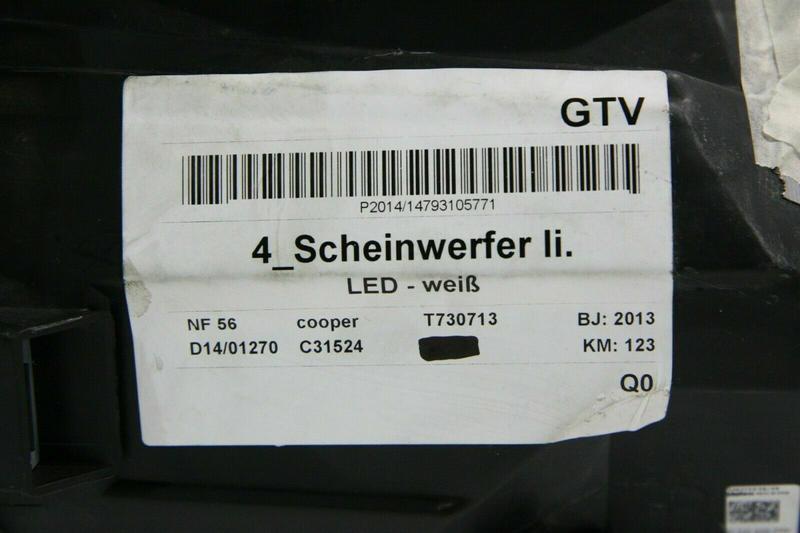 GTV
P2014/14793105771
4_Scheinwerfer li.
LED - weiß
NF 56 cooper T730713 BJ: 2013
D14/01270 C31524 KM: 123
Q0